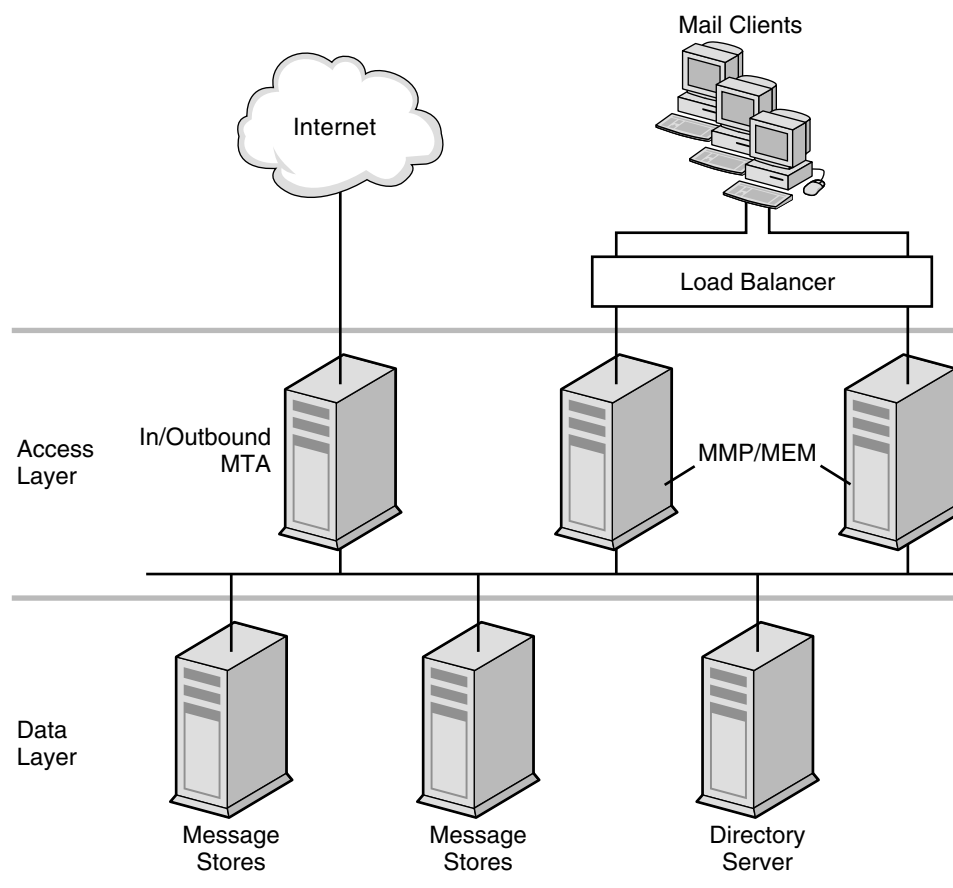 Mail Clients
Internet
Load Balancer
Access
Layer
In/Outbound
MTA
MMP/MEM
Data
Layer
Message
Stores
Message
Stores
Directory
Server